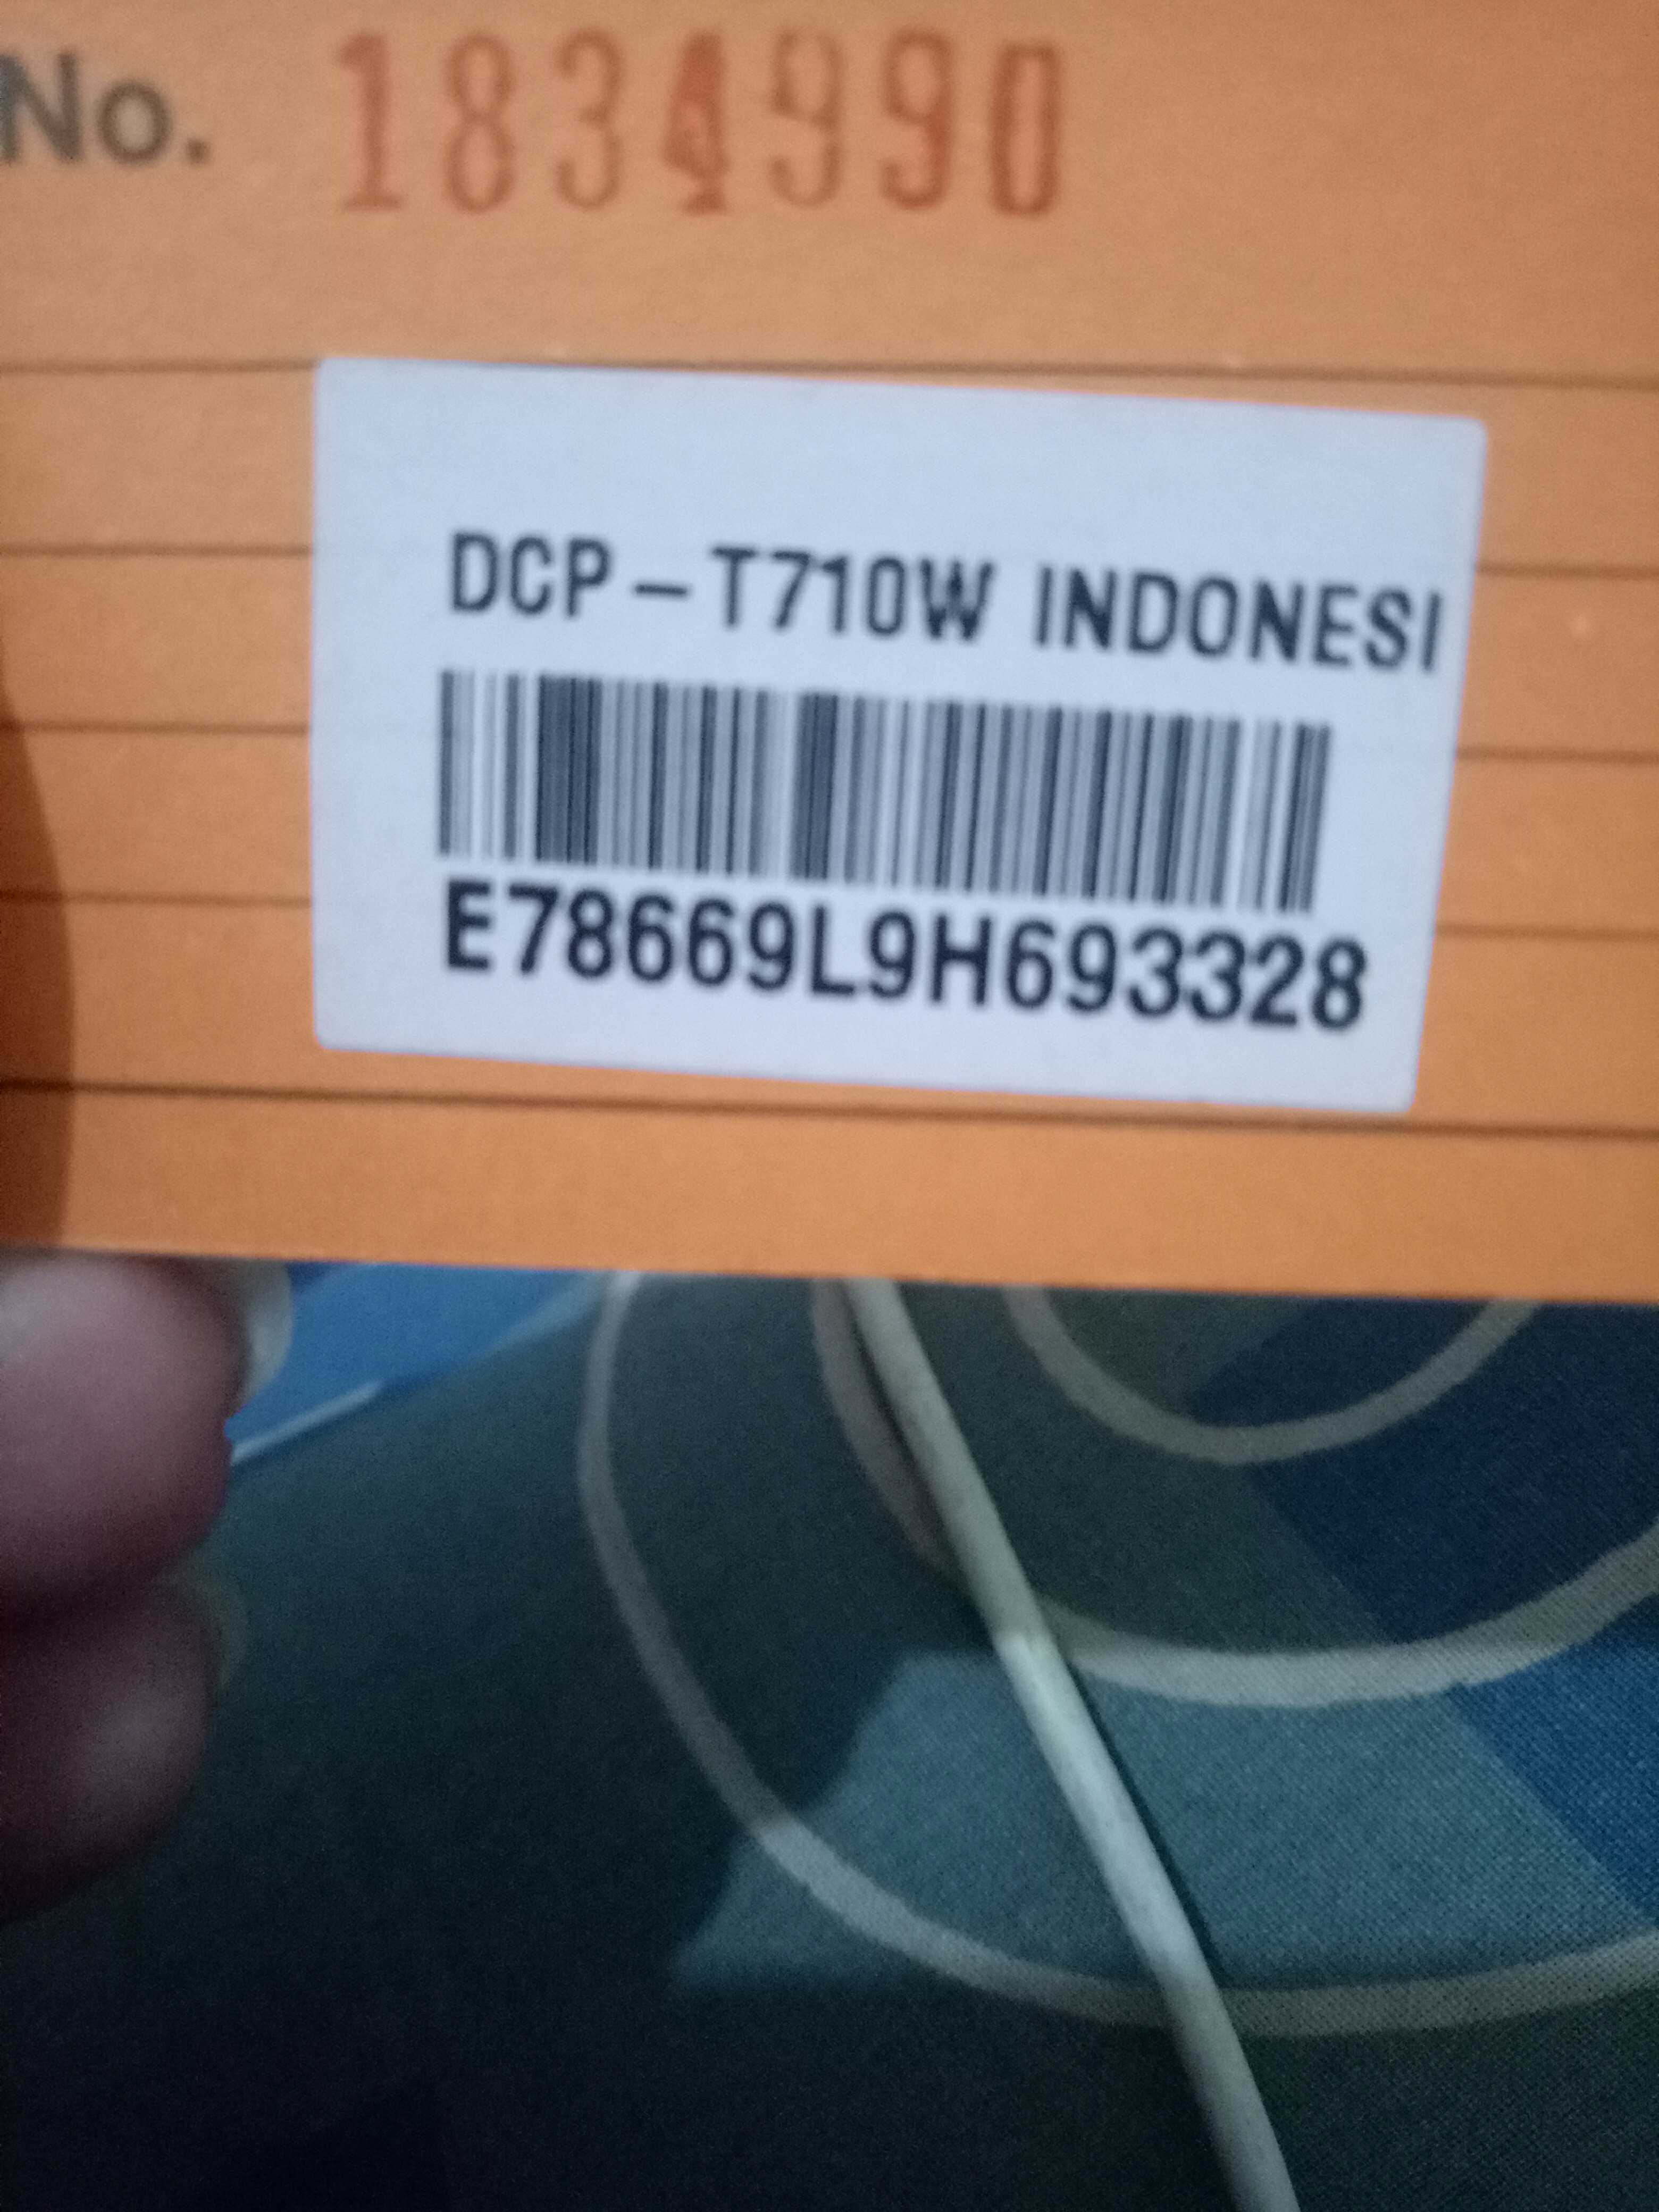 No. 1834990
DCP-T710W INDONESI
E78669L9H693328